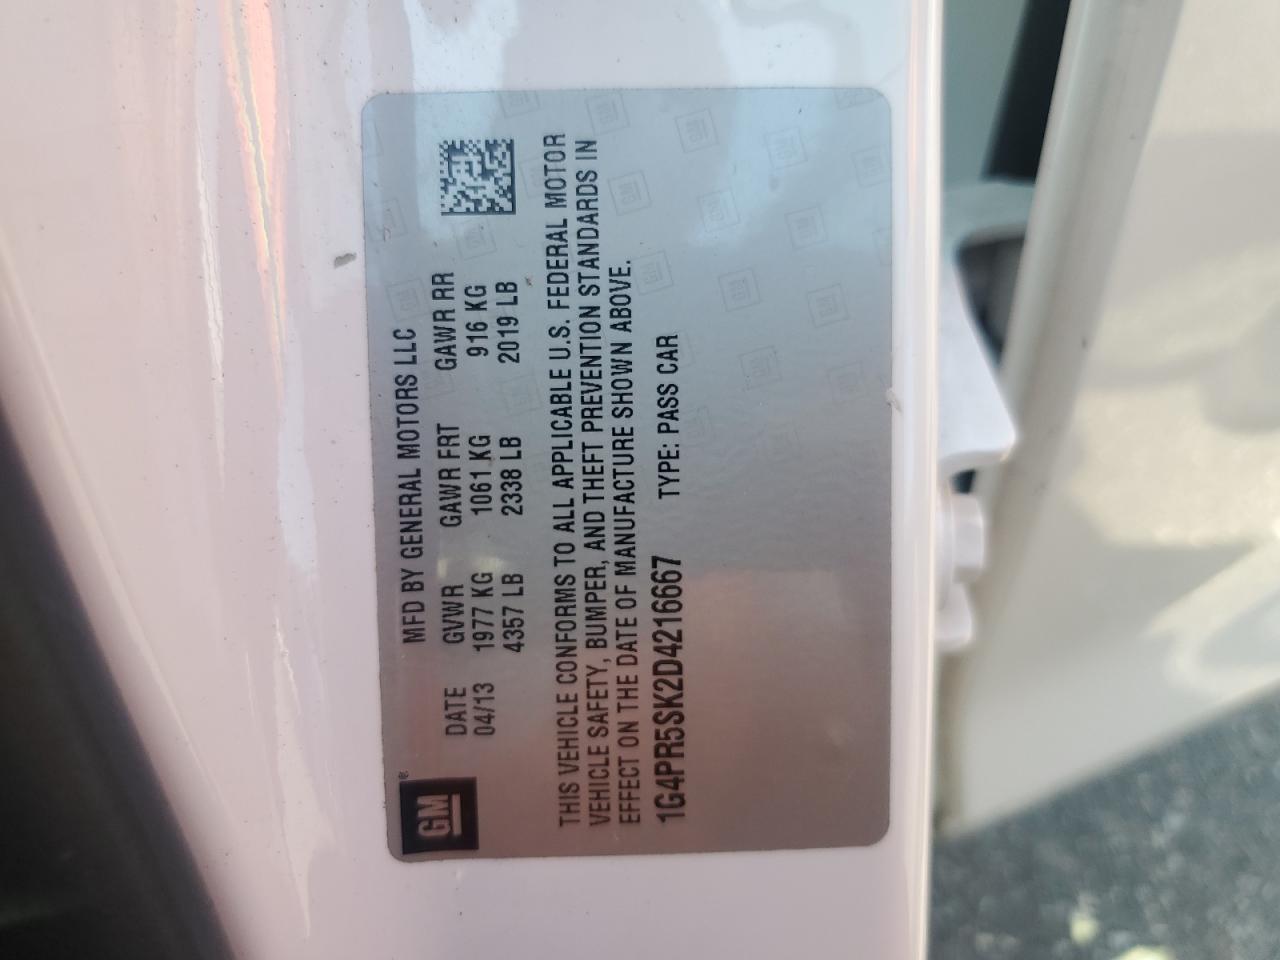 GM®
MFD BY GENERAL MOTORS LLC
DATE GVWR GAWR FRT GAWR RR
04/13 1977 KG 1061 KG 916 KG
4357 LB 2338 LB 2019 LB
THIS VEHICLE CONFORMS TO ALL APPLICABLE U.S. FEDERAL MOTOR
VEHICLE SAFETY, BUMPER, AND THEFT PREVENTION STANDARDS IN
EFFECT ON THE DATE OF MANUFACTURE SHOWN ABOVE.
1G4PR5SK2D4216667 TYPE: PASS CAR